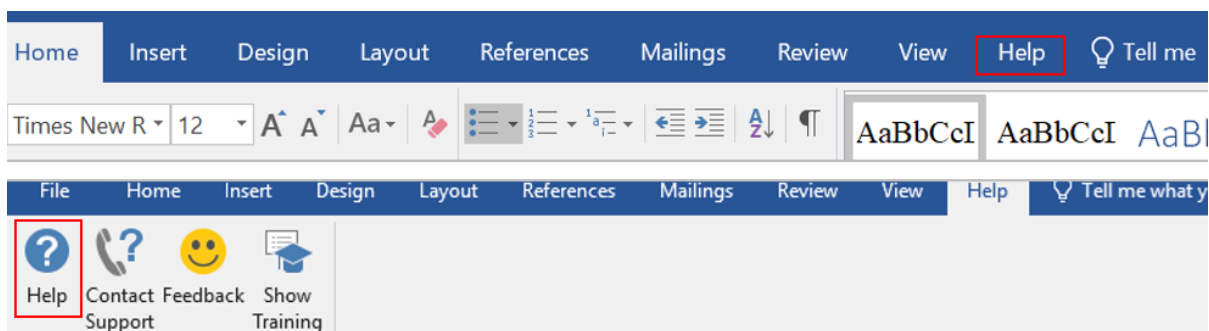 Home Insert Design Layout References Mailings Review View Help Tell me
Times New R 12 A A Aa AaBbCcI AaBbCcI AaB
File Home Insert Design Layout References Mailings Review View Help Tell me what y
Help Contact Feedback Show
Support Training